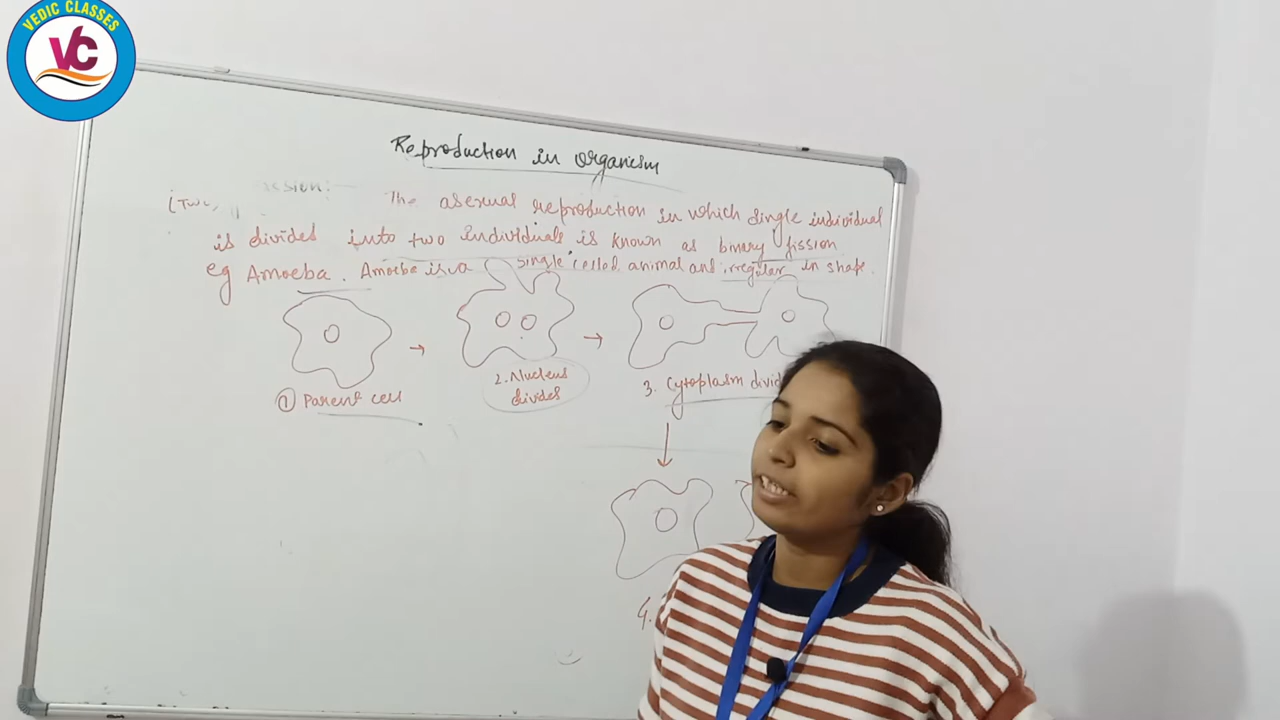 VEDIC CLASSES
VC
Reproduction in organism
The asexual reproduction in which single individual
is divided into two individuals is known as binary fission
eg Amoeba. Amoeba is a single celled animal and irregular in shape.
① Parent cell
2. Nucleus
divides
3. Cytoplasm divid
4.